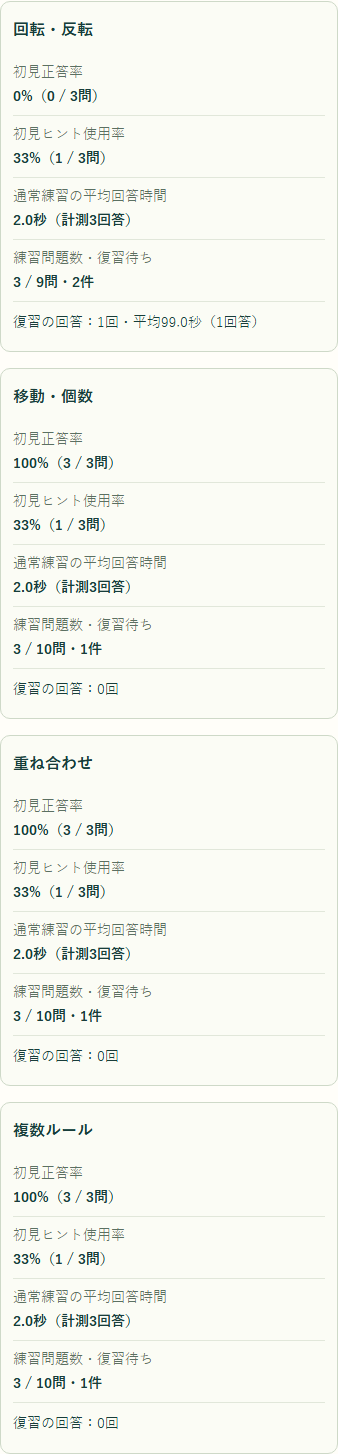 回転・反転
初見正答率
0%（0 / 3問）
初見ヒント使用率
33%（1 / 3問）
通常練習の平均回答時間
2.0秒（計測3回答）
練習問題数・復習待ち
3 / 9問・2件
復習の回答：1回・平均99.0秒（1回答）
移動・個数
初見正答率
100%（3 / 3問）
初見ヒント使用率
33%（1 / 3問）
通常練習の平均回答時間
2.0秒（計測3回答）
練習問題数・復習待ち
3 / 10問・1件
復習の回答：0回
重ね合わせ
初見正答率
100%（3 / 3問）
初見ヒント使用率
33%（1 / 3問）
通常練習の平均回答時間
2.0秒（計測3回答）
練習問題数・復習待ち
3 / 10問・1件
復習の回答：0回
複数ルール
初見正答率
100%（3 / 3問）
初見ヒント使用率
33%（1 / 3問）
通常練習の平均回答時間
2.0秒（計測3回答）
練習問題数・復習待ち
3 / 10問・1件
復習の回答：0回